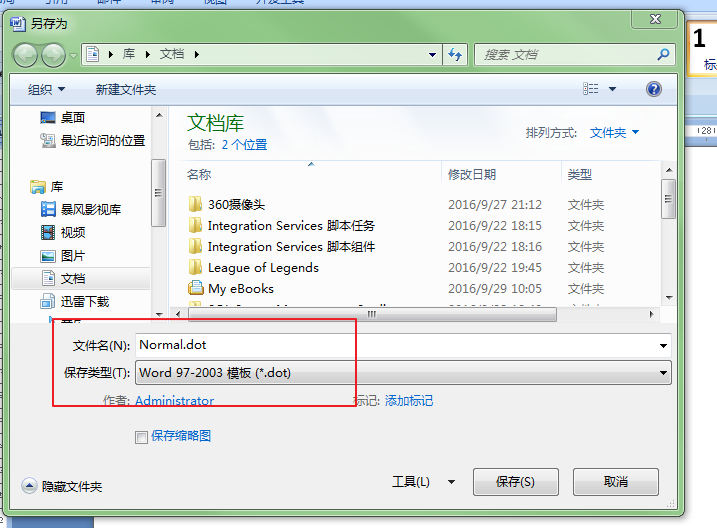 另存为
库 文档
搜索 文档
组织 新建文件夹
桌面
最近访问的位置
库
暴风影视库
视频
图片
文档
迅雷下载
文档库
包括: 2 个位置
排列方式: 文件夹
名称 修改日期 类型
360摄像头 2016/9/27 21:12 文件夹
Integration Services 脚本任务 2016/9/22 18:15 文件夹
Integration Services 脚本组件 2016/9/22 18:16 文件夹
League of Legends 2016/9/22 19:45 文件夹
My eBooks 2016/9/29 10:05 文件夹
文件名(N): Normal.dot
保存类型(T): Word 97-2003 模板 (*.dot)
作者: Administrator 标记: 添加标记
保存缩略图
隐藏文件夹 工具(L) 保存(S) 取消
1
标
28